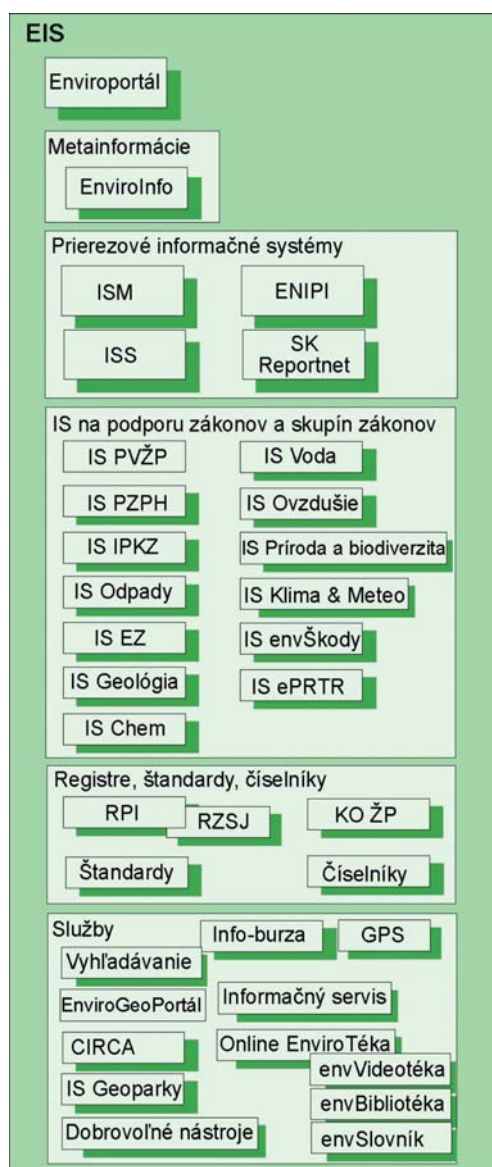 EIS
Enviroportál
Metainformácie
EnviroInfo
Prierezové informačné systémy
ISM
ENIPI
ISS
SK
Reportnet
IS na podporu zákonov a skupín zákonov
IS PVŽP
IS Voda
IS PZPH
IS Ovzdušie
IS IPKZ
IS Príroda a biodiverzita
IS Odpady
IS Klima & Meteo
IS EZ
IS envŠkody
IS Geológia
IS ePRTR
IS Chem
Registre, štandardy, číselníky
RPI
RZSJ
KO ŽP
Štandardy
Číselníky
Služby
Info-burza
GPS
Vyhľadávanie
EnviroGeoPortál
Informačný servis
CIRCA
Online EnviroTéka
envVideotéka
IS Geoparky
envBibliotéka
Dobrovoľné nástroje
envSlovník